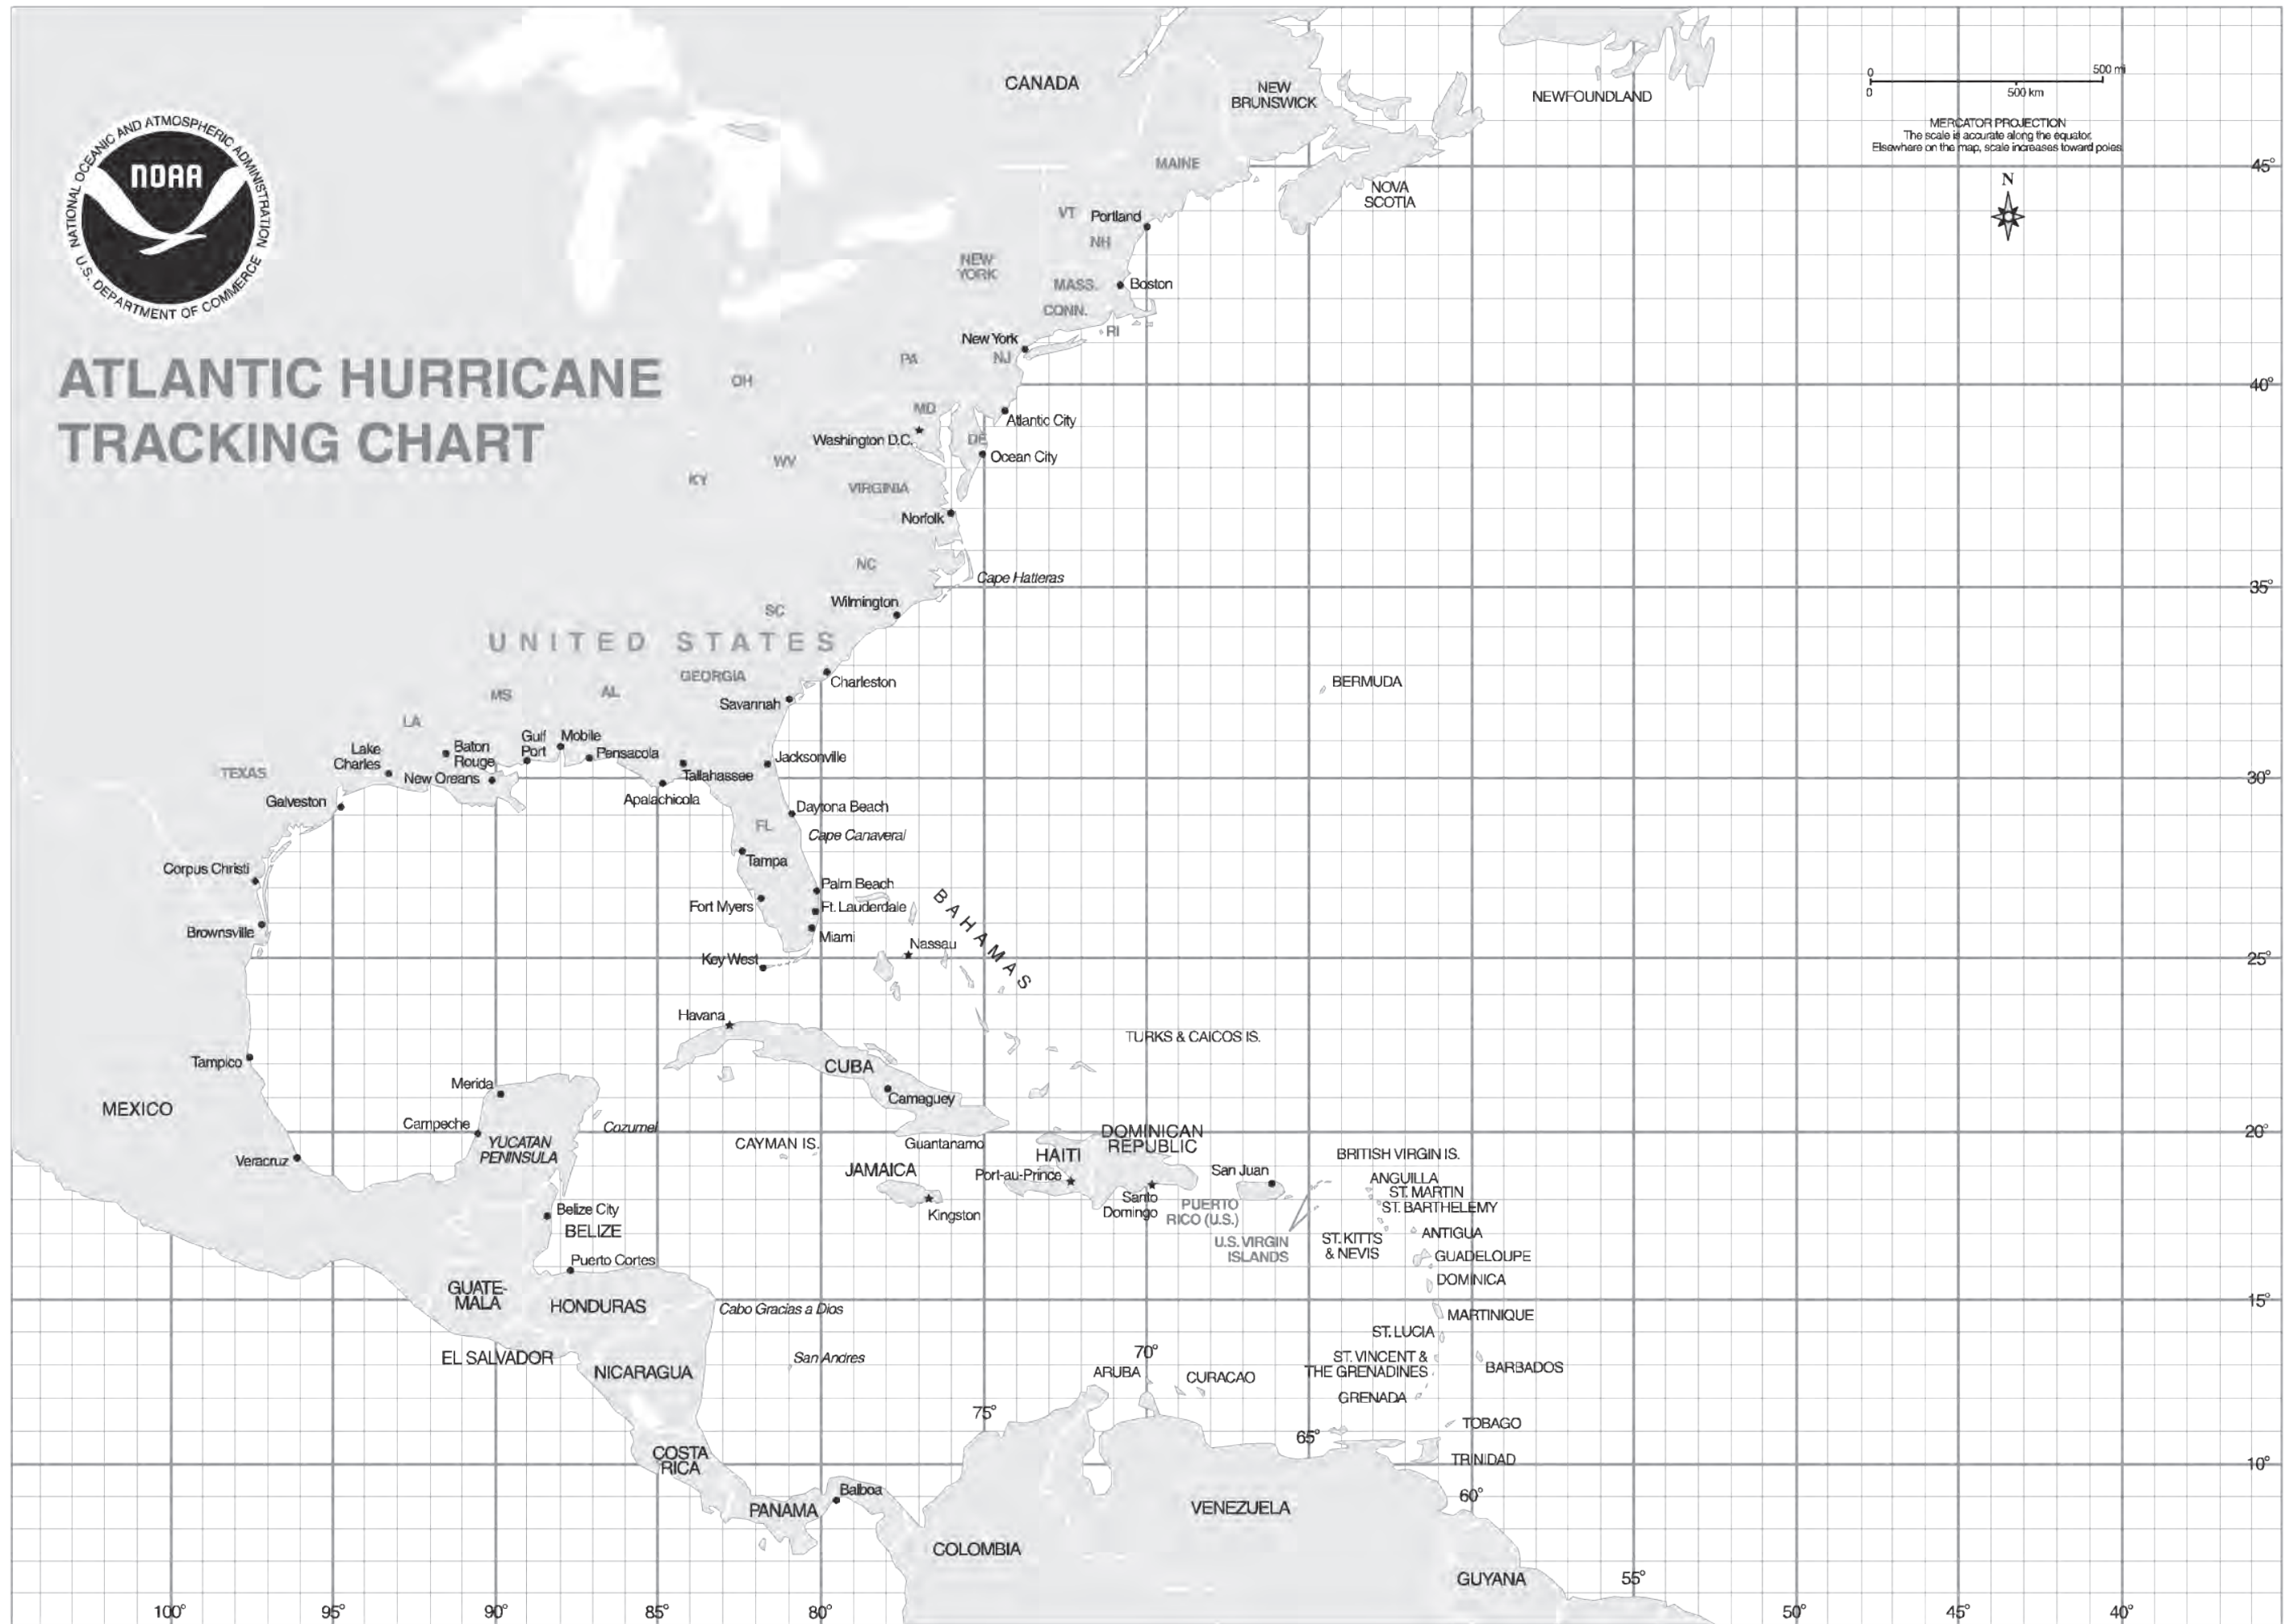 CANADA
NEW
BRUNSWICK
NEWFOUNDLAND
0
500 mi
0
500 km
MERCATOR PROJECTION
The scale is accurate along the equator.
Elsewhere on the map, scale increases toward poles.
N
NATIONAL OCEANIC AND ATMOSPHERIC ADMINISTRATION
NOAA
U.S. DEPARTMENT OF COMMERCE
ATLANTIC HURRICANE
TRACKING CHART
MAINE
45°
NOVA
SCOTIA
VT
Portland
NH
NEW
YORK
MASS.
Boston
CONN.
RI
New York
PA
NJ
OH
40°
MD
Atlantic City
Washington D.C.
DE
Ocean City
WV
KY
VIRGINIA
Norfolk
NC
Cape Hatteras
35°
Wilmington
SC
UNITED STATES
GEORGIA
Charleston
BERMUDA
MS
AL
Savannah
LA
Lake
Charles
Baton
Rouge
Gulf
Port
Mobile
Pensacola
Jacksonville
TEXAS
New Oreans
Tallahassee
30°
Galveston
Apalachicola
Daytona Beach
FL
Cape Canaveral
Tampa
Corpus Christi
Palm Beach
Fort Myers
Ft. Lauderdale
BAHAMAS
Brownsville
Miami
Nassau
Key West
25°
Havana
TURKS & CAICOS IS.
Tampico
CUBA
Merida
Camaguey
MEXICO
Campeche
Cozumel
YUCATAN
PENINSULA
CAYMAN IS.
Guantanamo
DOMINICAN
REPUBLIC
20°
Veracruz
JAMAICA
HAITI
Port-au-Prince
San Juan
BRITISH VIRGIN IS.
ANGUILLA
ST. MARTIN
ST. BARTHELEMY
Belize City
BELIZE
Kingston
Santo
Domingo
PUERTO
RICO (U.S.)
U.S. VIRGIN
ISLANDS
ST. KITTS
& NEVIS
ANTIGUA
GUADELOUPE
Puerto Cortes
DOMINICA
GUATE-
MALA
HONDURAS
Cabo Gracias a Dios
15°
MARTINIQUE
ST. LUCIA
EL SALVADOR
San Andres
70°
ST. VINCENT &
THE GRENADINES
BARBADOS
NICARAGUA
ARUBA
CURACAO
GRENADA
75°
TOBAGO
65°
COSTA
RICA
TRINIDAD
10°
Balboa
60°
PANAMA
VENEZUELA
COLOMBIA
GUYANA
55°
100°
95°
90°
85°
80°
50°
45°
40°